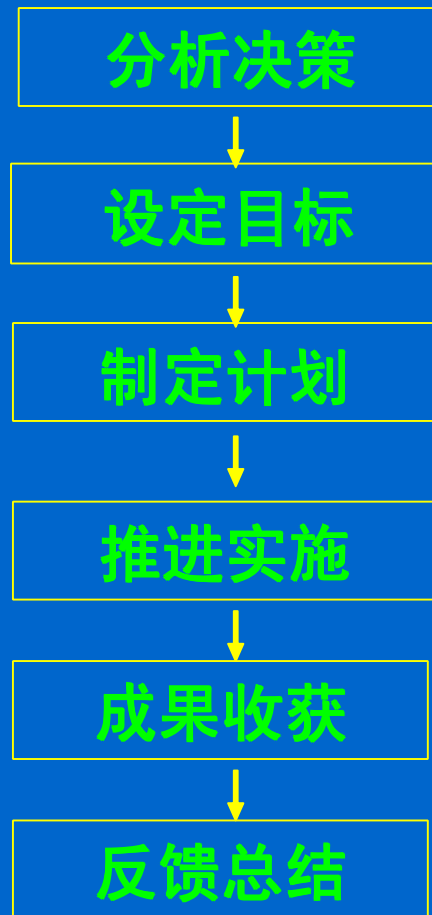 分析决策
设定目标
制定计划
推进实施
成果收获
反馈总结